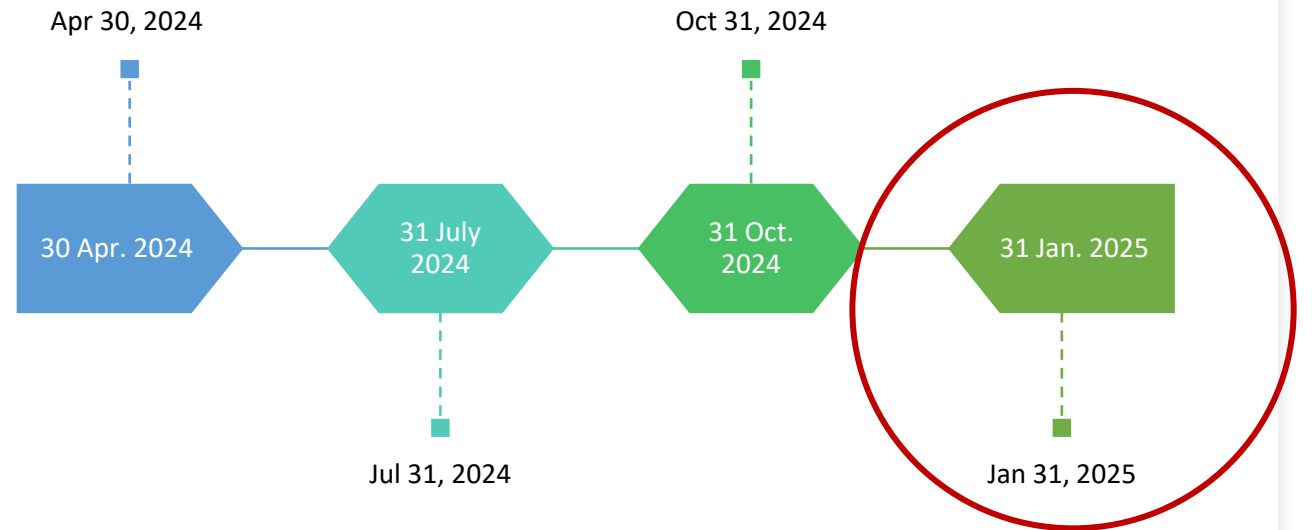 Apr 30, 2024
Oct 31, 2024
30 Apr. 2024
31 July
2024
31 Oct.
2024
31 Jan. 2025
Jul 31, 2024
Jan 31, 2025